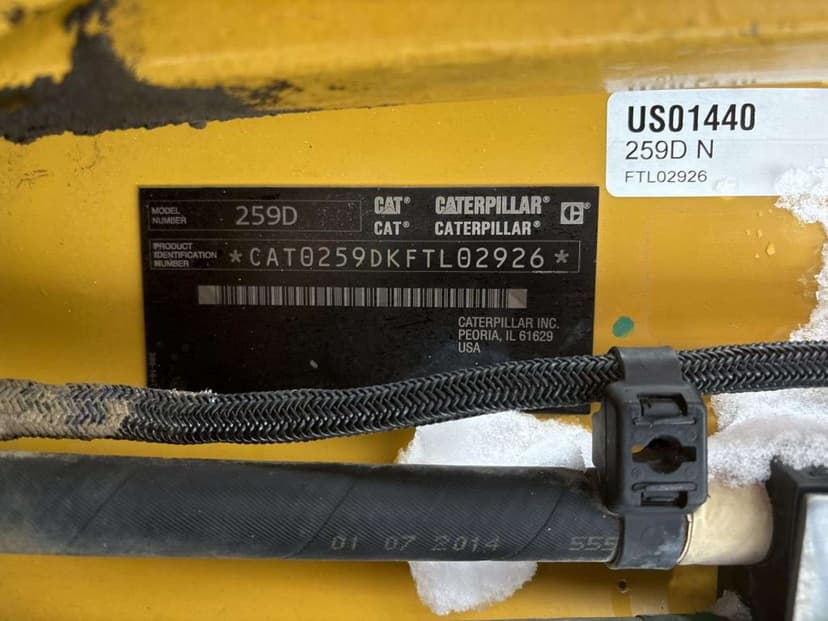 US01440
259D N
FTL02926
MODEL NUMBER 259D
CAT® CATERPILLAR® C
CAT® CATERPILLAR®
PRODUCT IDENTIFICATION NUMBER *CAT0259DKFTL02926*
CATERPILLAR INC.
PEORIA, IL 61629
USA
01 07 2014 555